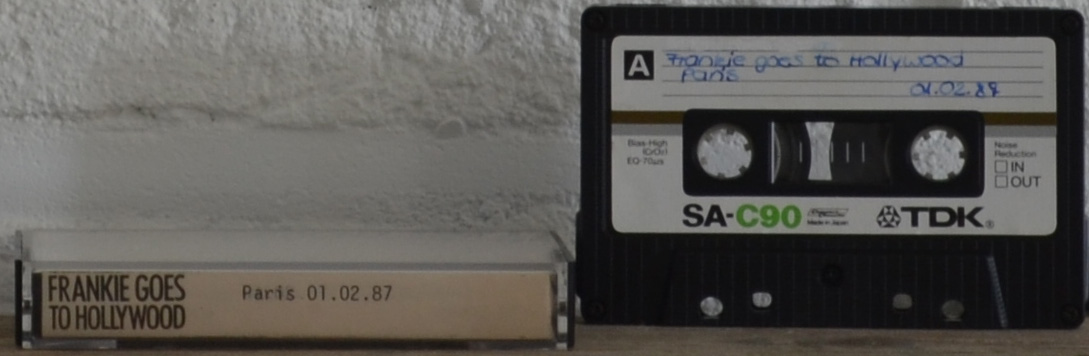 FRANKIE GOES
TO HOLLYWOOD
Paris 01.02.87
A
Frankie goes to Hollywood
Paris
01.02.87
Bias-High
(CrO2)
EQ-70μs
Noise
Reduction
IN
OUT
SA-C90
Made in Japan
TDK®